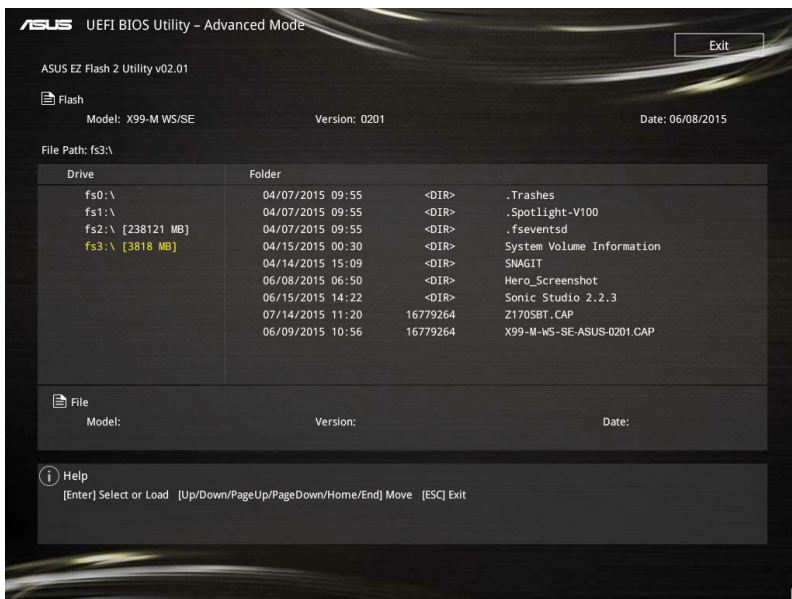 ASUS UEFI BIOS Utility – Advanced Mode
Exit
ASUS EZ Flash 2 Utility v02.01
Flash
Model: X99-M WS/SE Version: 0201 Date: 06/08/2015
File Path: fs3:\
Drive Folder
fs0:\ 04/07/2015 09:55 <DIR> .Trashes
fs1:\ 04/07/2015 09:55 <DIR> .Spotlight-V100
fs2:\ [238121 MB] 04/07/2015 09:55 <DIR> .fseventsd
fs3:\ [3818 MB] 04/15/2015 00:30 <DIR> System Volume Information
04/14/2015 15:09 <DIR> SNAGIT
06/08/2015 06:50 <DIR> Hero_Screenshot
06/15/2015 14:22 <DIR> Sonic Studio 2.2.3
07/14/2015 11:20 16779264 Z170SBT.CAP
06/09/2015 10:56 16779264 X99-M-WS-SE-ASUS-0201.CAP
File
Model: Version: Date:
Help
[Enter] Select or Load [Up/Down/PageUp/PageDown/Home/End] Move [ESC] Exit